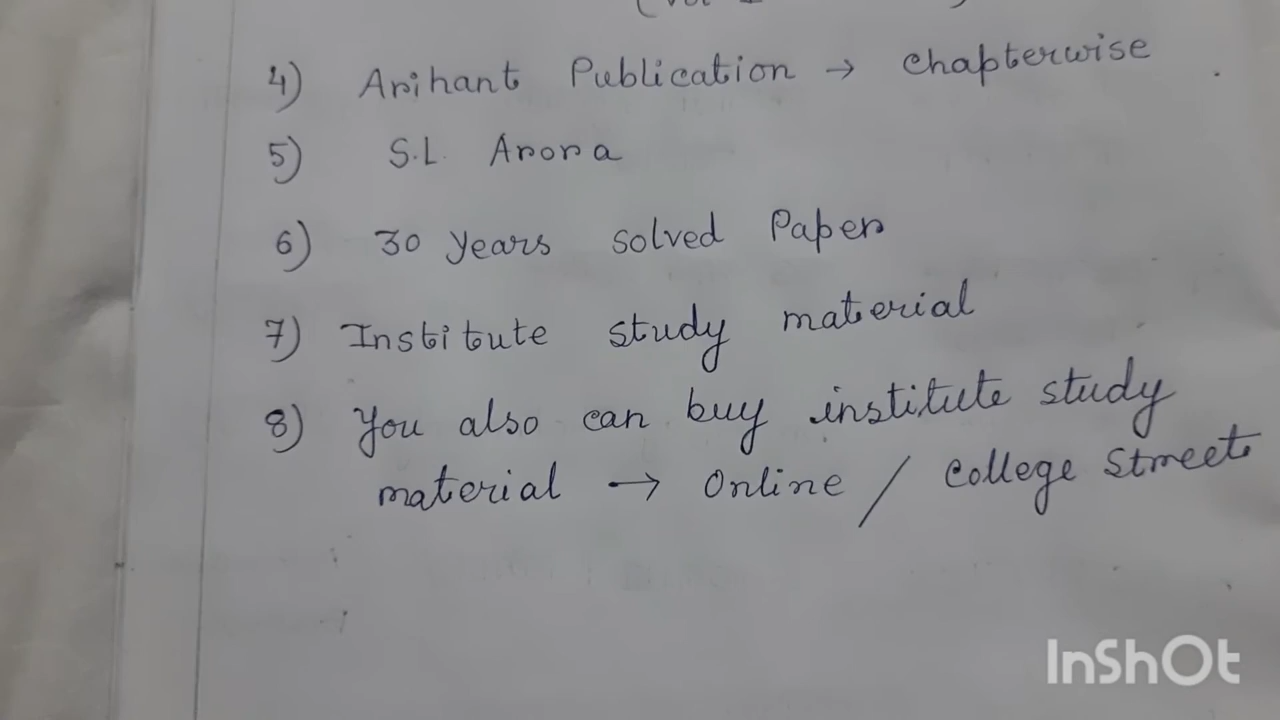 4) Arihant Publication → chapterwise
5) S.L. Arora
6) 30 years solved Paper
7) Institute study material
8) You also can buy institute study
material → Online / College Street
InShOt